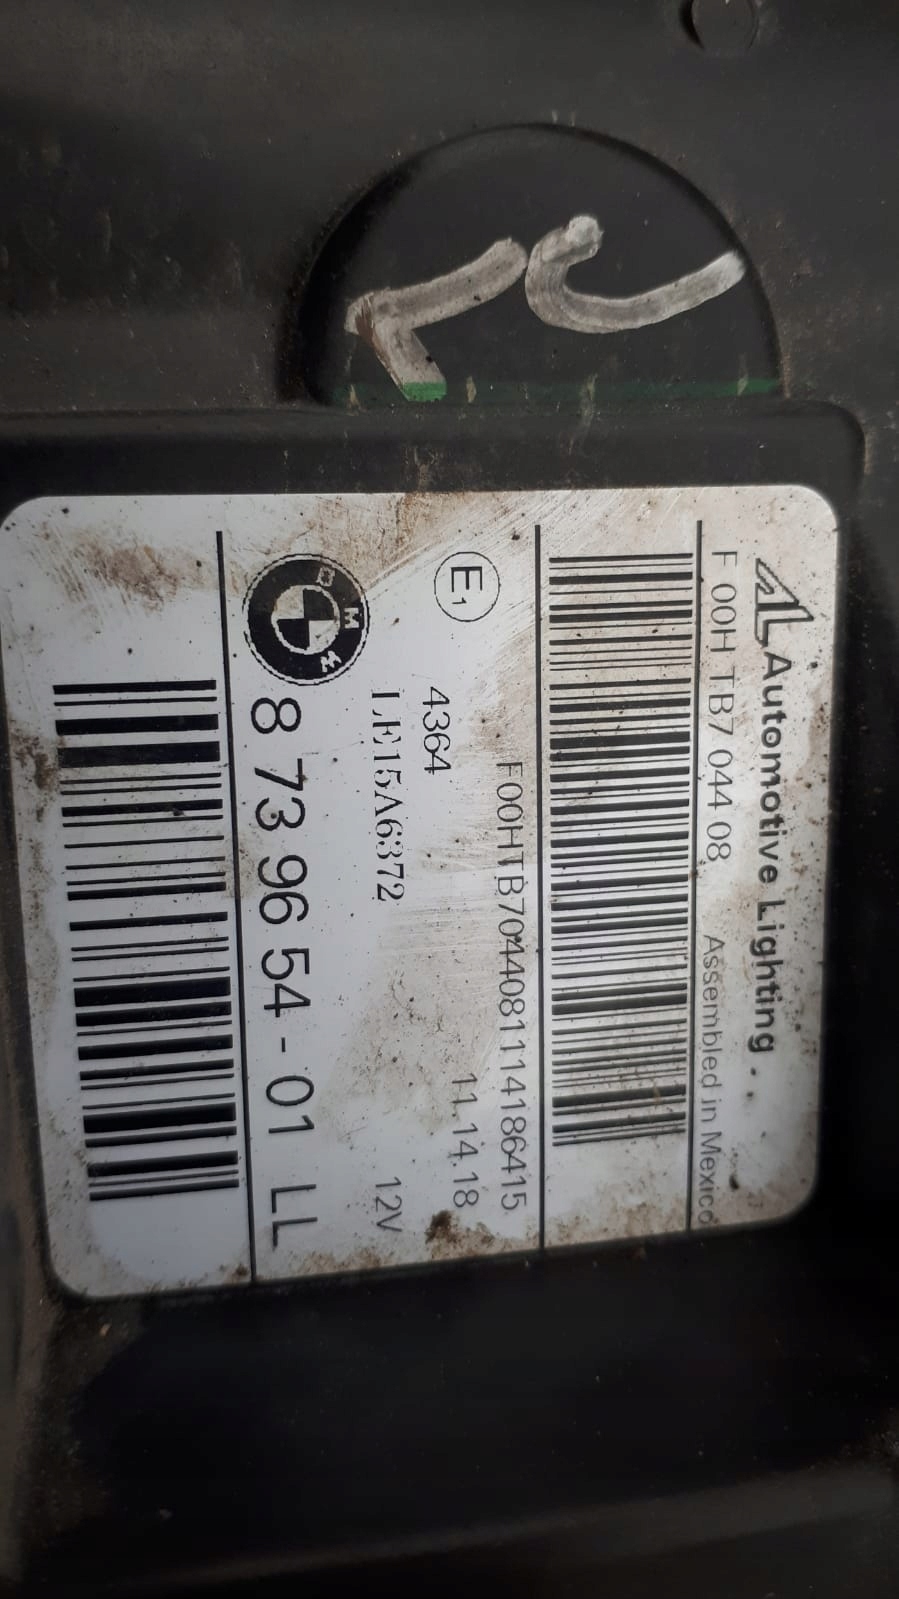 Automotive Lighting
F 00H TB7 044 08 Assembled in Mexico
F00HTB7044081114186415
E1 4364 11.14.18
LE15A6372 12V
BMW 8 73 96 54 - 01 LL